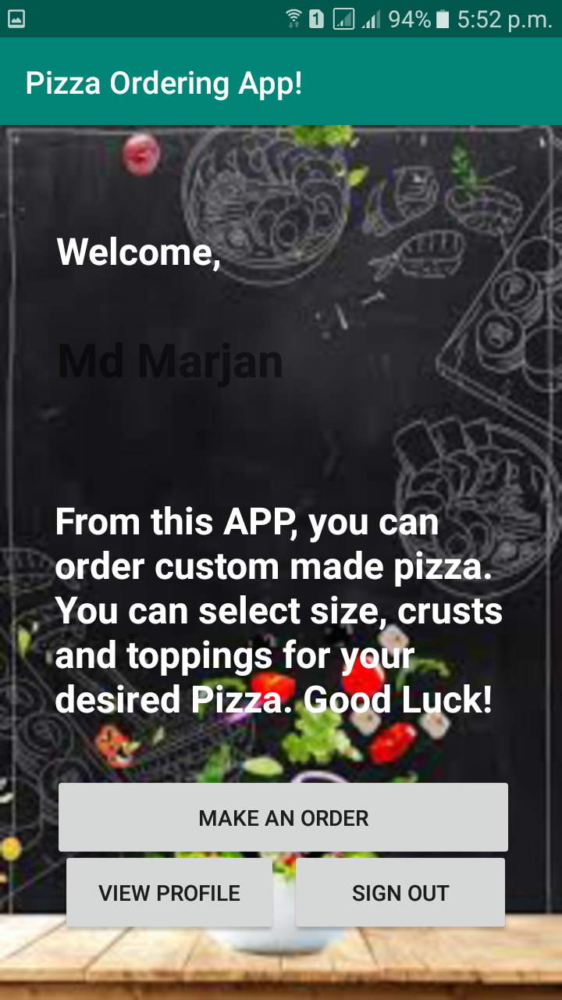 1 94% 5:52 p.m.
Pizza Ordering App!
Welcome,
Md Marjan
From this APP, you can
order custom made pizza.
You can select size, crusts
and toppings for your
desired Pizza. Good Luck!
MAKE AN ORDER
VIEW PROFILE SIGN OUT